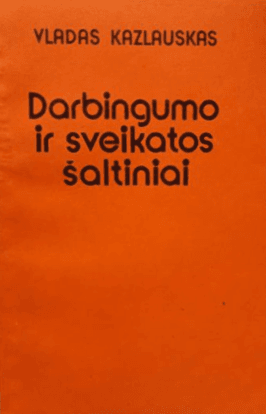 VLADAS KAZLAUSKAS
Darbingumo
ir sveikatos
šaltiniai